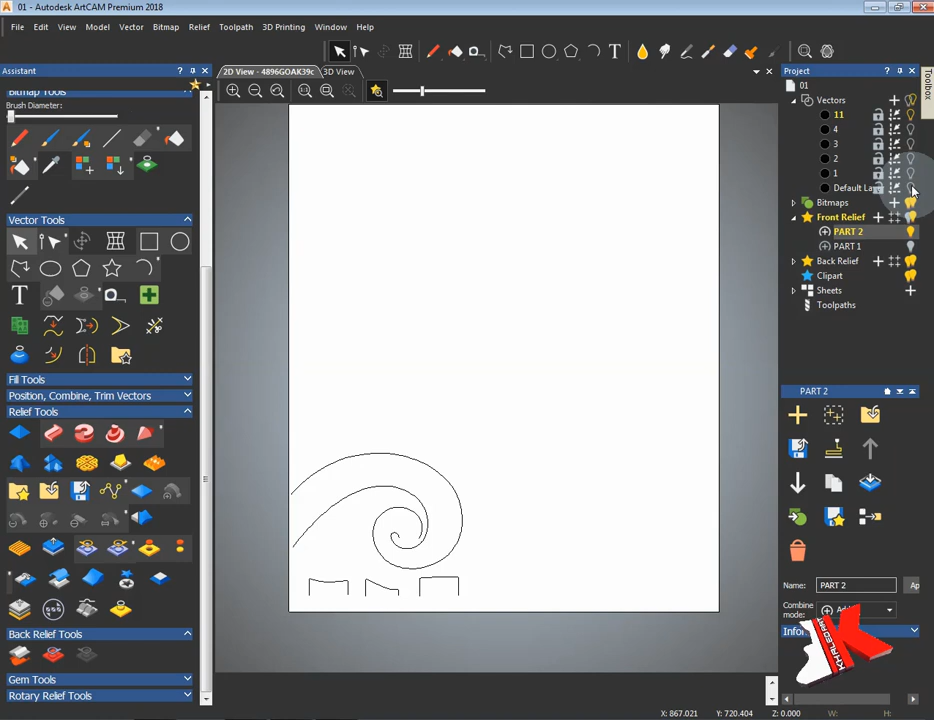 01 - Autodesk ArtCAM Premium 2018
File Edit View Model Vector Bitmap Relief Toolpath 3D Printing Window Help
Assistant
2D View - 4896GOAK39c
3D View
Project
Toolbox
Bitmap Tools
Brush Diameter:
01
Vectors
11
4
3
2
1
Default La
Bitmaps
Front Relief
PART 2
PART 1
Back Relief
Clipart
Sheets
Toolpaths
Vector Tools
Fill Tools
Position, Combine, Trim Vectors
Relief Tools
PART 2
Name: PART 2 Ap
Combine mode: Ad
Infor
KHALED ART
Back Relief Tools
Gem Tools
Rotary Relief Tools
X: 867.021 Y: 720.404 Z: 0.000 W: H: